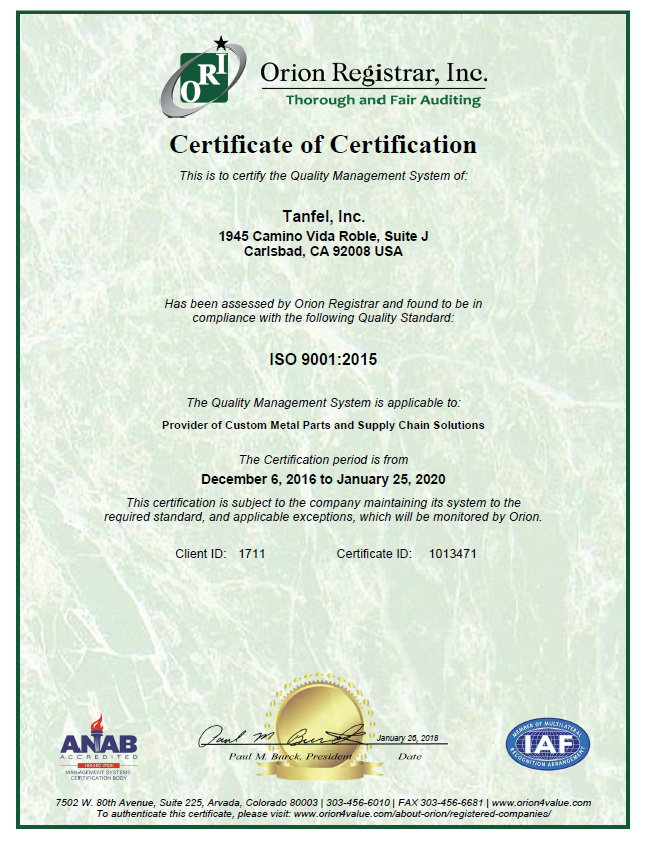 ORI
Orion Registrar, Inc.
Thorough and Fair Auditing
Certificate of Certification
This is to certify the Quality Management System of:
Tanfel, Inc.
1945 Camino Vida Roble, Suite J
Carlsbad, CA 92008 USA
Has been assessed by Orion Registrar and found to be in
compliance with the following Quality Standard:
ISO 9001:2015
The Quality Management System is applicable to:
Provider of Custom Metal Parts and Supply Chain Solutions
The Certification period is from
December 6, 2016 to January 25, 2020
This certification is subject to the company maintaining its system to the
required standard, and applicable exceptions, which will be monitored by Orion.
Client ID: 1711 Certificate ID: 1013471
ANAB
ACCREDITED
ISO/IEC 17021
MANAGEMENT SYSTEMS
CERTIFICATION BODY
Paul M. Burck
January 26, 2018
Paul M. Burck, President Date
MEMBER OF MULTILATERAL
IAF
RECOGNITION ARRANGEMENT
7502 W. 80th Avenue, Suite 225, Arvada, Colorado 80003 | 303-456-6010 | FAX 303-456-6681 | www.orion4value.com
To authenticate this certificate, please visit: www.orion4value.com/about-orion/registered-companies/